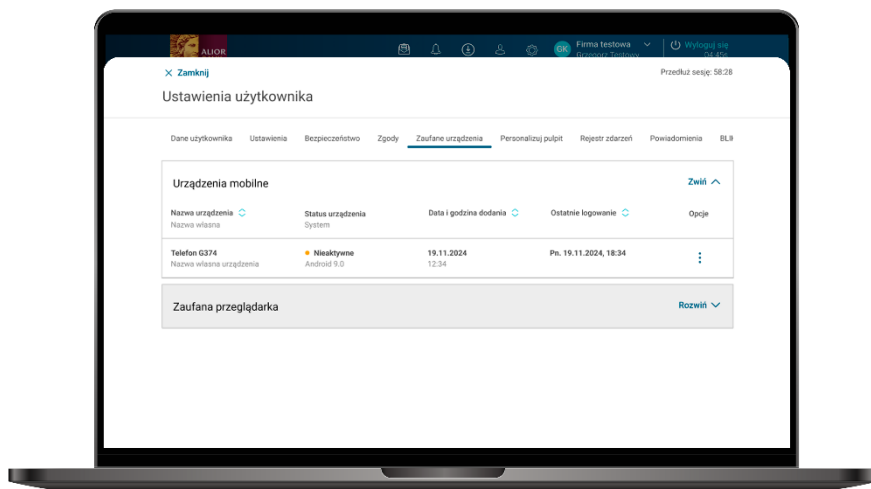 ALIOR
GK
Firma testowa
Grzegorz Testowy
Wyloguj się
04:45s
Zamknij
Przedłuż sesję: 58:28
Ustawienia użytkownika
Dane użytkownika Ustawienia Bezpieczeństwo Zgody Zaufane urządzenia Personalizuj pulpit Rejestr zdarzeń Powiadomienia BLIK
Urządzenia mobilne Zwiń
Nazwa urządzenia Status urządzenia Data i godzina dodania Ostatnie logowanie Opcje
Nazwa własna System
Telefon G374 Nieaktywne 19.11.2024 Pn. 19.11.2024, 18:34
Nazwa własna urządzenia Android 9.0 12:34
Zaufana przeglądarka Rozwiń